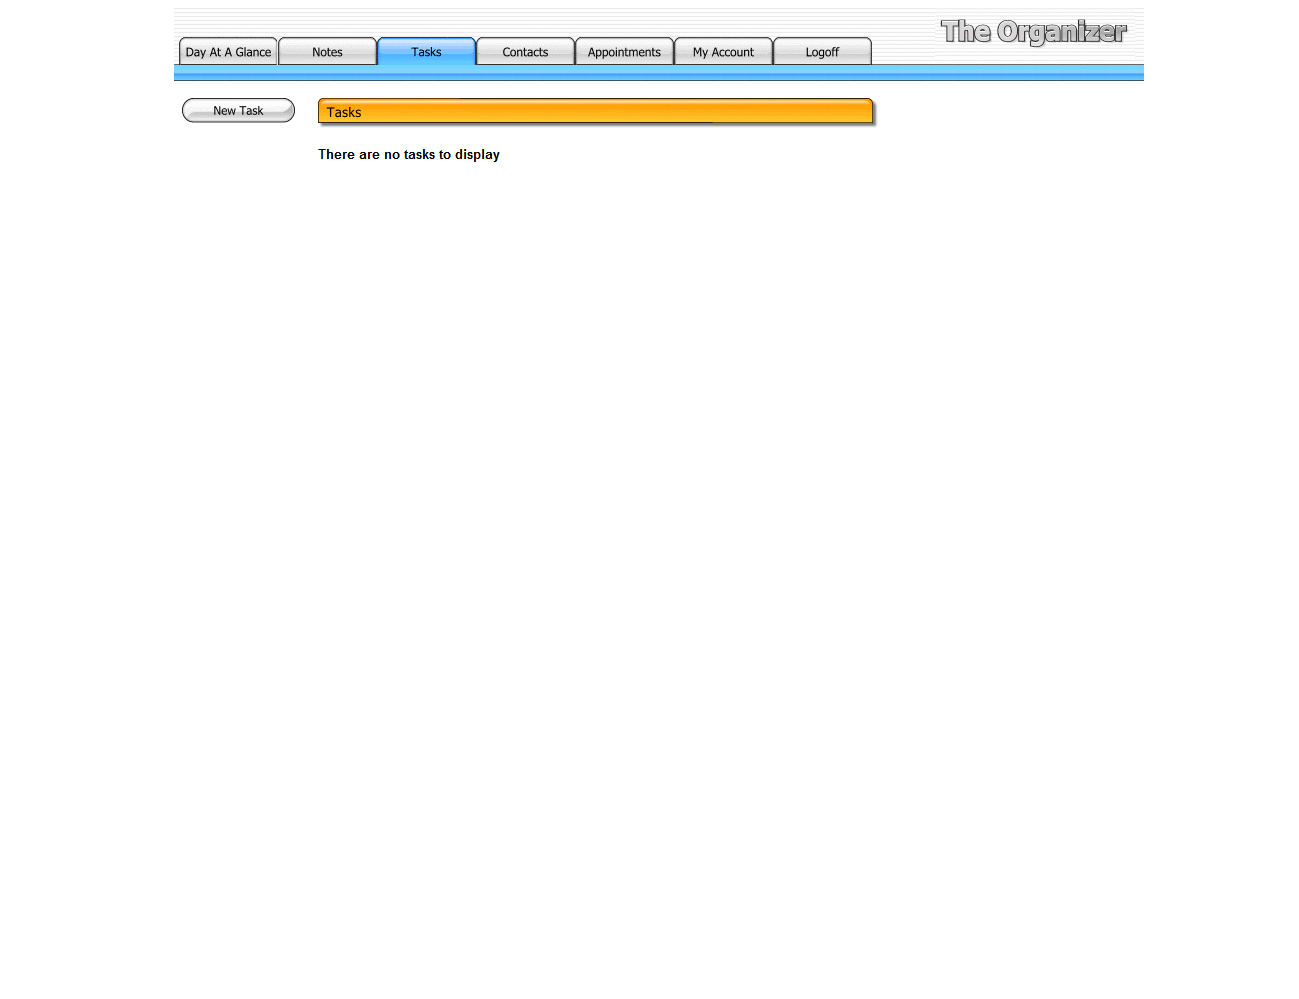 The Organizer
Day At A Glance
Notes
Tasks
Contacts
Appointments
My Account
Logoff
New Task
Tasks
There are no tasks to display